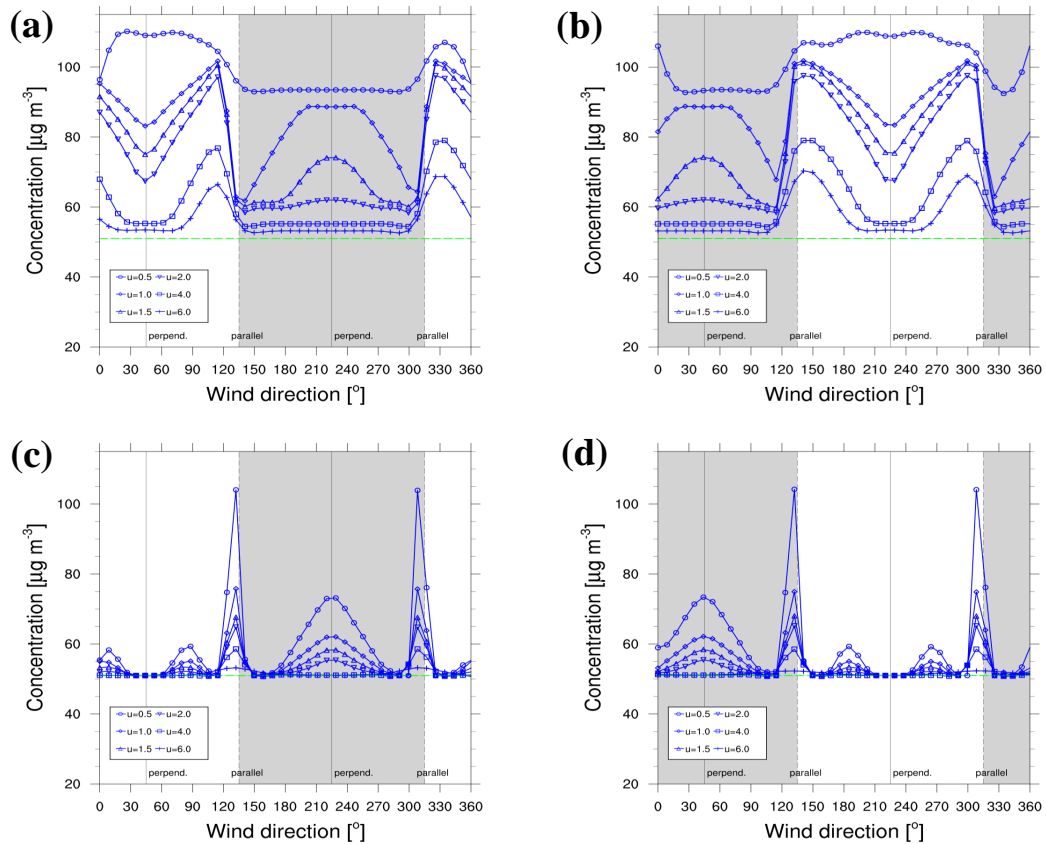 (a)
Concentration [µg m-3]
100
80
60
40
20
u=0.5 u=2.0
u=1.0 u=4.0
u=1.5 u=6.0
perpend. parallel perpend. parallel
0 30 60 90 120 150 180 210 240 270 300 330 360
Wind direction [o]
(b)
Concentration [µg m-3]
100
80
60
40
20
u=0.5 u=2.0
u=1.0 u=4.0
u=1.5 u=6.0
perpend. parallel perpend. parallel
0 30 60 90 120 150 180 210 240 270 300 330 360
Wind direction [o]
(c)
Concentration [µg m-3]
100
80
60
40
20
u=0.5 u=2.0
u=1.0 u=4.0
u=1.5 u=6.0
perpend. parallel perpend. parallel
0 30 60 90 120 150 180 210 240 270 300 330 360
Wind direction [o]
(d)
Concentration [µg m-3]
100
80
60
40
20
u=0.5 u=2.0
u=1.0 u=4.0
u=1.5 u=6.0
perpend. parallel perpend. parallel
0 30 60 90 120 150 180 210 240 270 300 330 360
Wind direction [o]